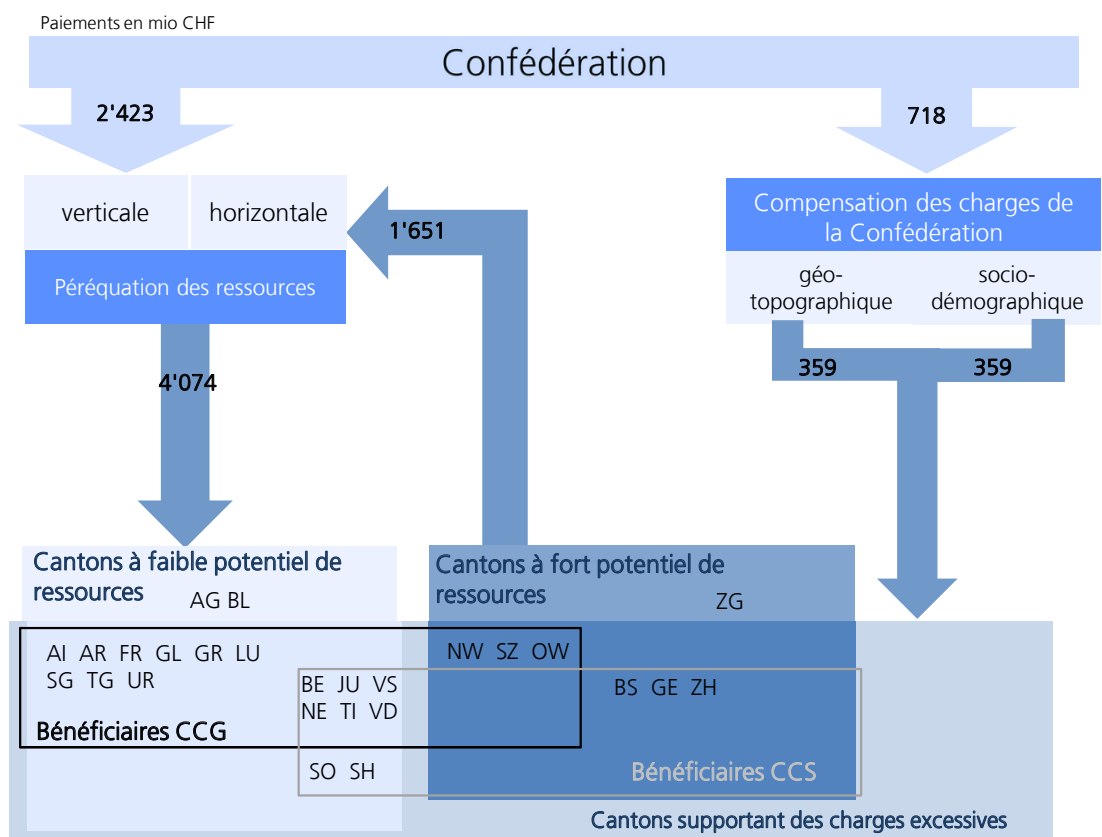 Paiements en mio CHF
Confédération
2'423
718
verticale
horizontale
1'651
Péréquation des ressources
Compensation des charges de
la Confédération
géo-
topographique
socio-
démographique
4'074
359
359
Cantons à faible potentiel de
ressources
AG BL
Cantons à fort potentiel de
ressources
ZG
AI AR FR GL GR LU
SG TG UR
NW SZ OW
BE JU VS
NE TI VD
BS GE ZH
Bénéficiaires CCG
SO SH
Bénéficiaires CCS
Cantons supportant des charges excessives